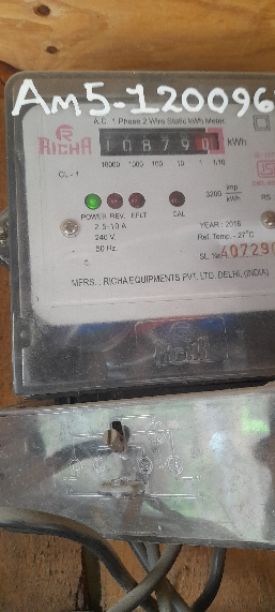 Am5-120096
A.C. 1 Phase 2 Wire Static kWh Meter
RICHA
108790 kWh
10000 1000 100 10 1 1/10
CL-1
3200 imp/kWh
POWER REV. EFLT CAL
2.5-10 A
240 V.
50 Hz.
YEARS : 2018
Ref. Temp.- 27°C
SL. No. 407290
MFRS.: RICHA EQUIPMENTS PVT. LTD. DELHI, (INDIA)